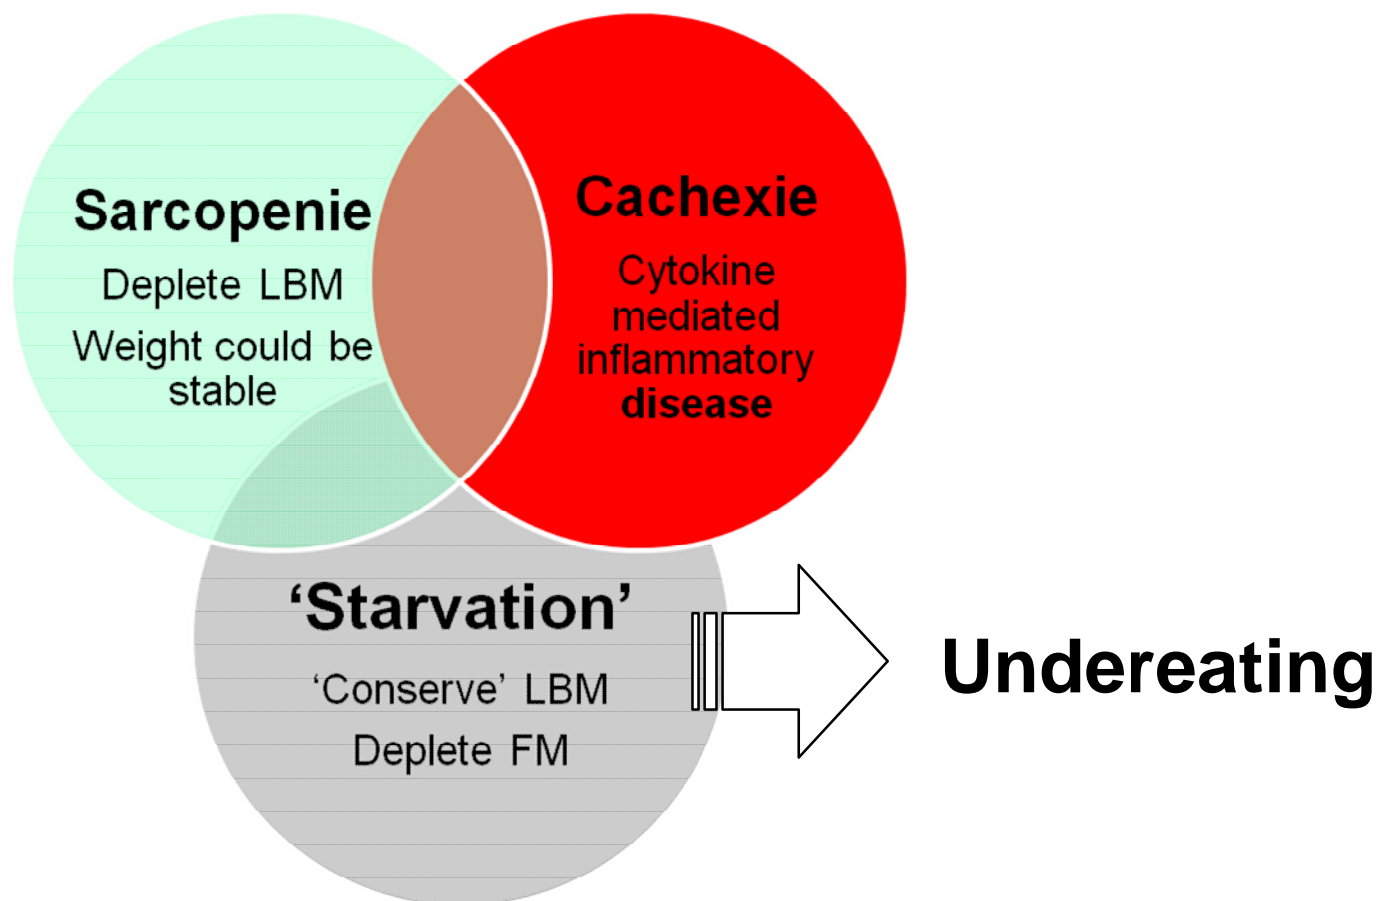 Sarcopenie
Deplete LBM
Weight could be
stable
Cachexie
Cytokine
mediated
inflammatory
disease
‘Starvation’
‘Conserve’ LBM
Deplete FM
Undereating